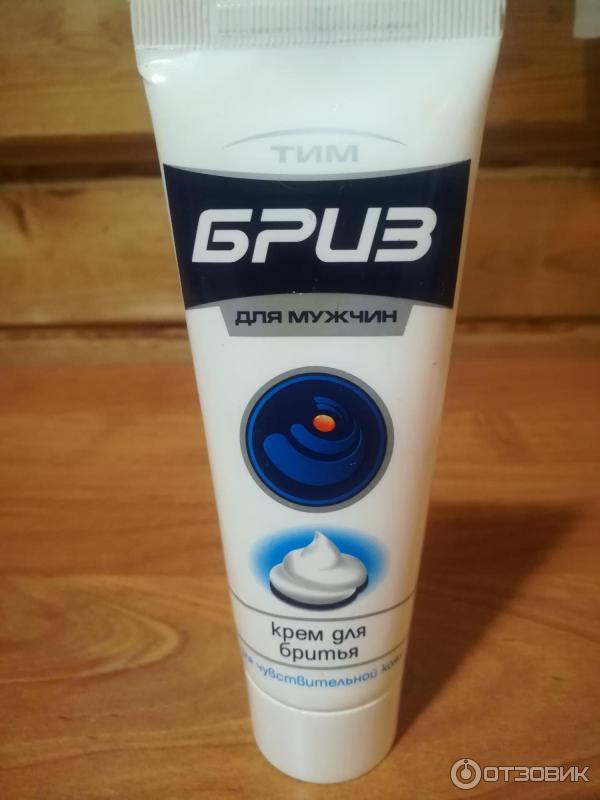 ТИМ
БРИЗ
ДЛЯ МУЖЧИН
крем для
бритья
чувствительной
ОТЗОВИК